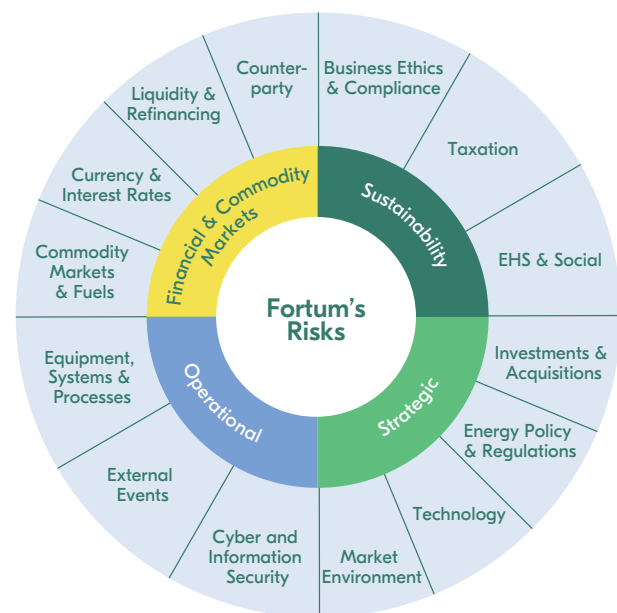 Fortum's
Risks
Financial & Commodity
Markets
Sustainability
Strategic
Operational
Business Ethics
& Compliance
Taxation
EHS & Social
Investments &
Acquisitions
Energy Policy
& Regulations
Technology
Market
Environment
Cyber and
Information
Security
External
Events
Equipment,
Systems &
Processes
Commodity
Markets
& Fuels
Currency &
Interest Rates
Liquidity &
Refinancing
Counter-
party